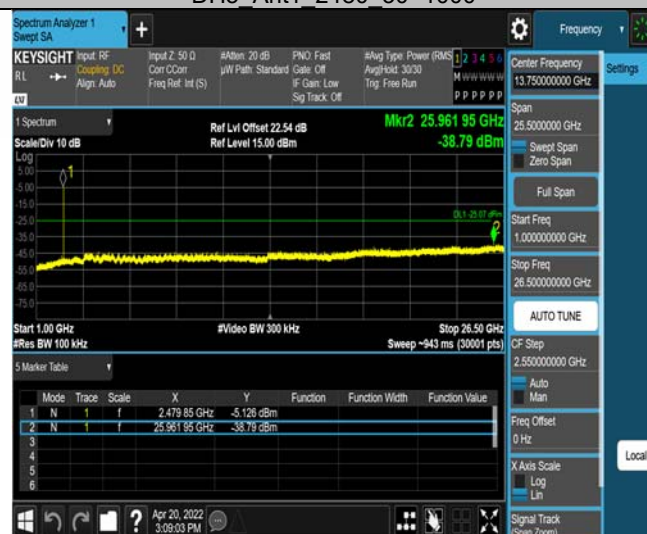 Spectrum Analyzer 1
Swept SA
Frequency
KEYSIGHT
RL
LXI
Input: RF
Coupling: DC
Align: Auto
Input Z: 50 Ω
Corr CCorr
Freq Ref: Int (S)
#Atten: 20 dB
µW Path: Standard
PNO: Fast
Gate: Off
IF Gain: Low
Sig Track: Off
#Avg Type: Power (RMS
Avg|Hold: 30/30
Trig: Free Run
1 2 3 4 5 6
M w w w w w
P P P P P P
1 Spectrum
Scale/Div 10 dB
Ref Lvl Offset 22.54 dB
Ref Level 15.00 dBm
Mkr2 25.961 95 GHz
-38.79 dBm
Log
5.00
-5.00
-15.0
-25.0
-35.0
-45.0
-55.0
-65.0
-75.0
1
DL1 -25.07 dBm
2
Start 1.00 GHz
#Res BW 100 kHz
#Video BW 300 kHz
Stop 26.50 GHz
Sweep ~943 ms (30001 pts)
5 Marker Table
Mode Trace Scale X Y Function Function Width Function Value
1 N 1 f 2.479 85 GHz -5.126 dBm
2 N 1 f 25.961 95 GHz -38.79 dBm
3
4
5
6
Apr 20, 2022
3:09:03 PM
Center Frequency
13.750000000 GHz
Span
25.5000000 GHz
Swept Span
Zero Span
Full Span
Start Freq
1.000000000 GHz
Stop Freq
26.500000000 GHz
AUTO TUNE
CF Step
2.550000000 GHz
Auto
Man
Freq Offset
0 Hz
X Axis Scale
Log
Lin
Signal Track
(Span Zoom)
Settings
Local